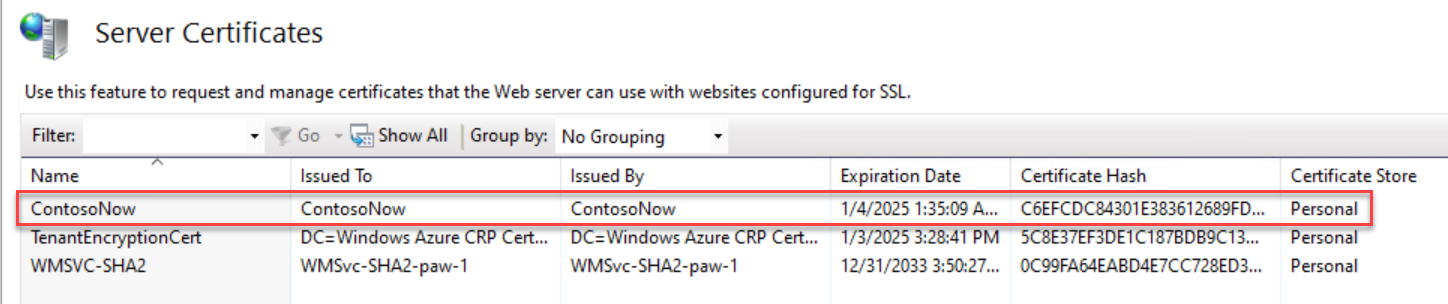 Server Certificates
Use this feature to request and manage certificates that the Web server can use with websites configured for SSL.
Filter: Go Show All Group by: No Grouping
Name Issued To Issued By Expiration Date Certificate Hash Certificate Store
ContosoNow ContosoNow ContosoNow 1/4/2025 1:35:09 A... C6EFCDC84301E383612689FD... Personal
TenantEncryptionCert DC=Windows Azure CRP Cert... DC=Windows Azure CRP Cert... 1/3/2025 3:28:41 PM 5C8E37EF3DE1C187BDB9C13... Personal
WMSVC-SHA2 WMSvc-SHA2-paw-1 WMSvc-SHA2-paw-1 12/31/2033 3:50:27... 0C99FA64EABD4E7CC728ED3... Personal